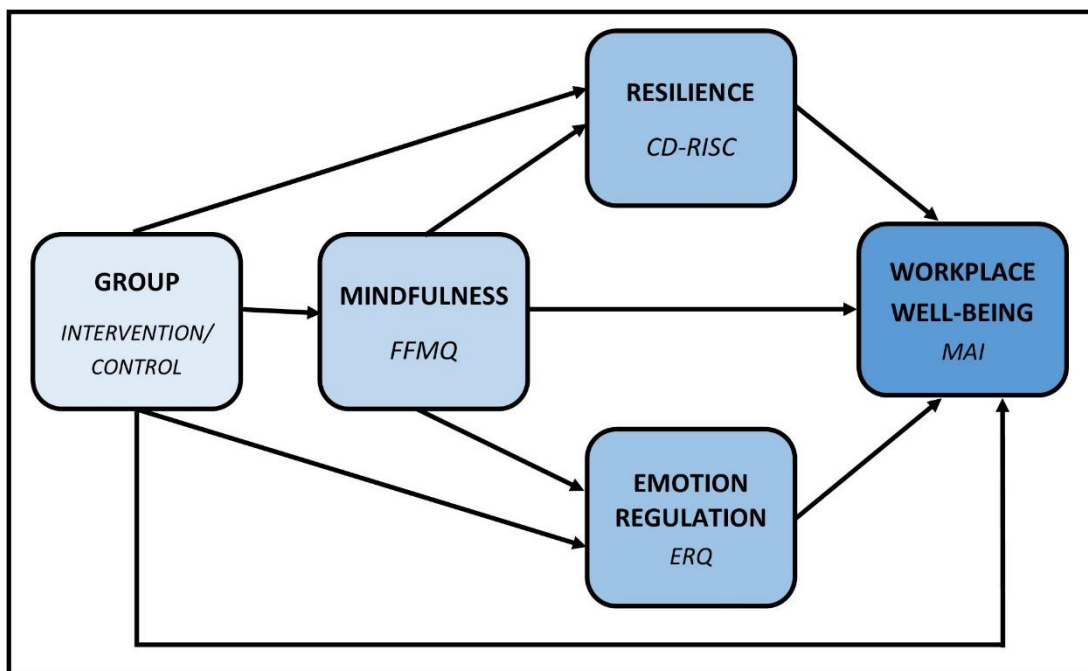 RESILIENCE
CD-RISC
GROUP
INTERVENTION/
CONTROL
MINDFULNESS
FFMQ
WORKPLACE
WELL-BEING
MAI
EMOTION
REGULATION
ERQ